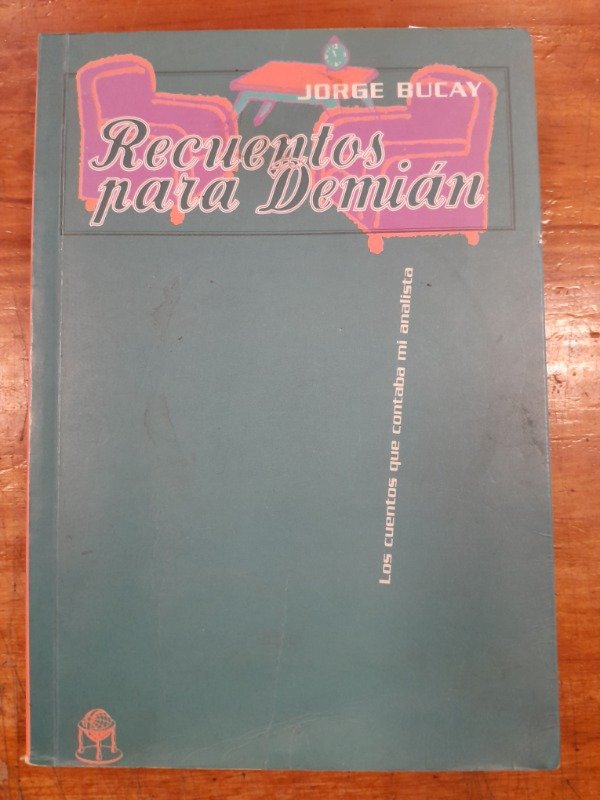 JORGE BUCAY
Recuentos
para Demián
Los cuentos que contaba mi analista